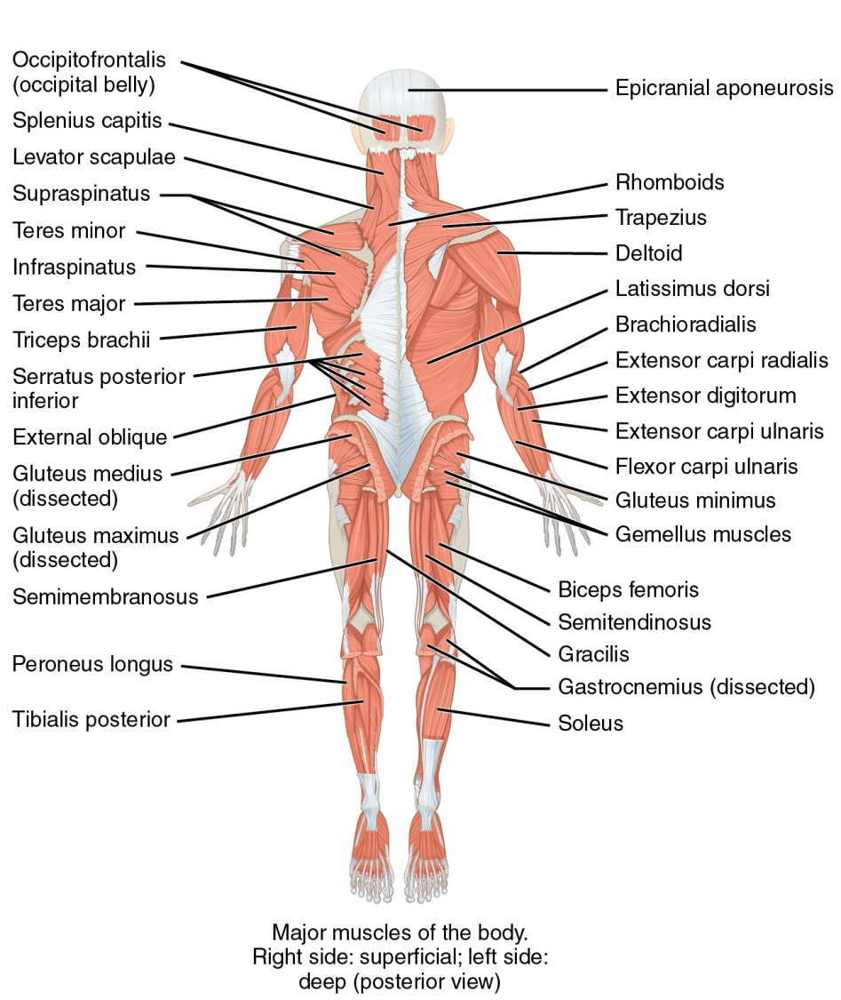 Occipitofrontalis
(occipital belly)
Splenius capitis
Levator scapulae
Supraspinatus
Teres minor
Infraspinatus
Teres major
Triceps brachii
Serratus posterior
inferior
External oblique
Gluteus medius
(dissected)
Gluteus maximus
(dissected)
Semimembranosus
Peroneus longus
Tibialis posterior
Epicranial aponeurosis
Rhomboids
Trapezius
Deltoid
Latissimus dorsi
Brachioradialis
Extensor carpi radialis
Extensor digitorum
Extensor carpi ulnaris
Flexor carpi ulnaris
Gluteus minimus
Gemellus muscles
Biceps femoris
Semitendinosus
Gracilis
Gastrocnemius (dissected)
Soleus
Major muscles of the body.
Right side: superficial; left side:
deep (posterior view)